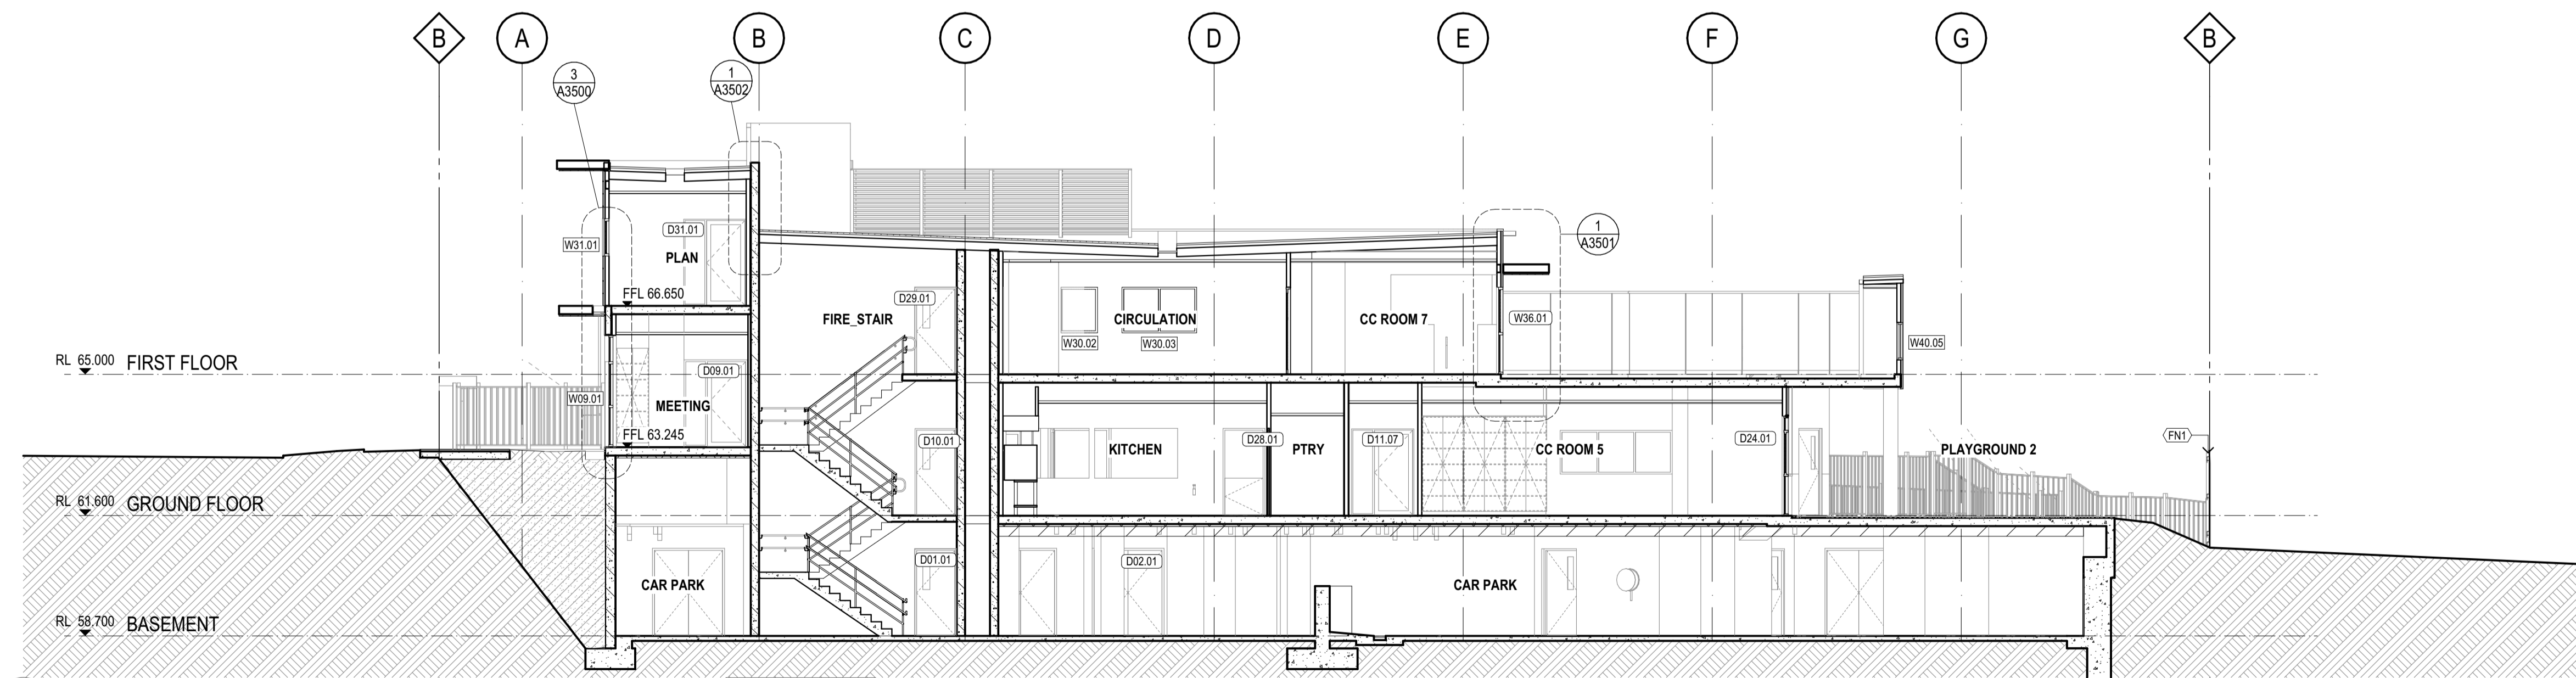 B
A
B
C
D
E
F
G
B
3
A3500
1
A3502
1
A3501
W31.01
D31.01
PLAN
FFL 66.650
D29.01
FIRE_STAIR
CIRCULATION
W30.02
W30.03
CC ROOM 7
W36.01
W40.05
RL 65.000 FIRST FLOOR
D09.01
W09.01
MEETING
FFL 63.245
D10.01
KITCHEN
D28.01
PTRY
D11.07
CC ROOM 5
D24.01
PLAYGROUND 2
FN1
RL 61.600 GROUND FLOOR
CAR PARK
D01.01
D02.01
CAR PARK
RL 58.700 BASEMENT